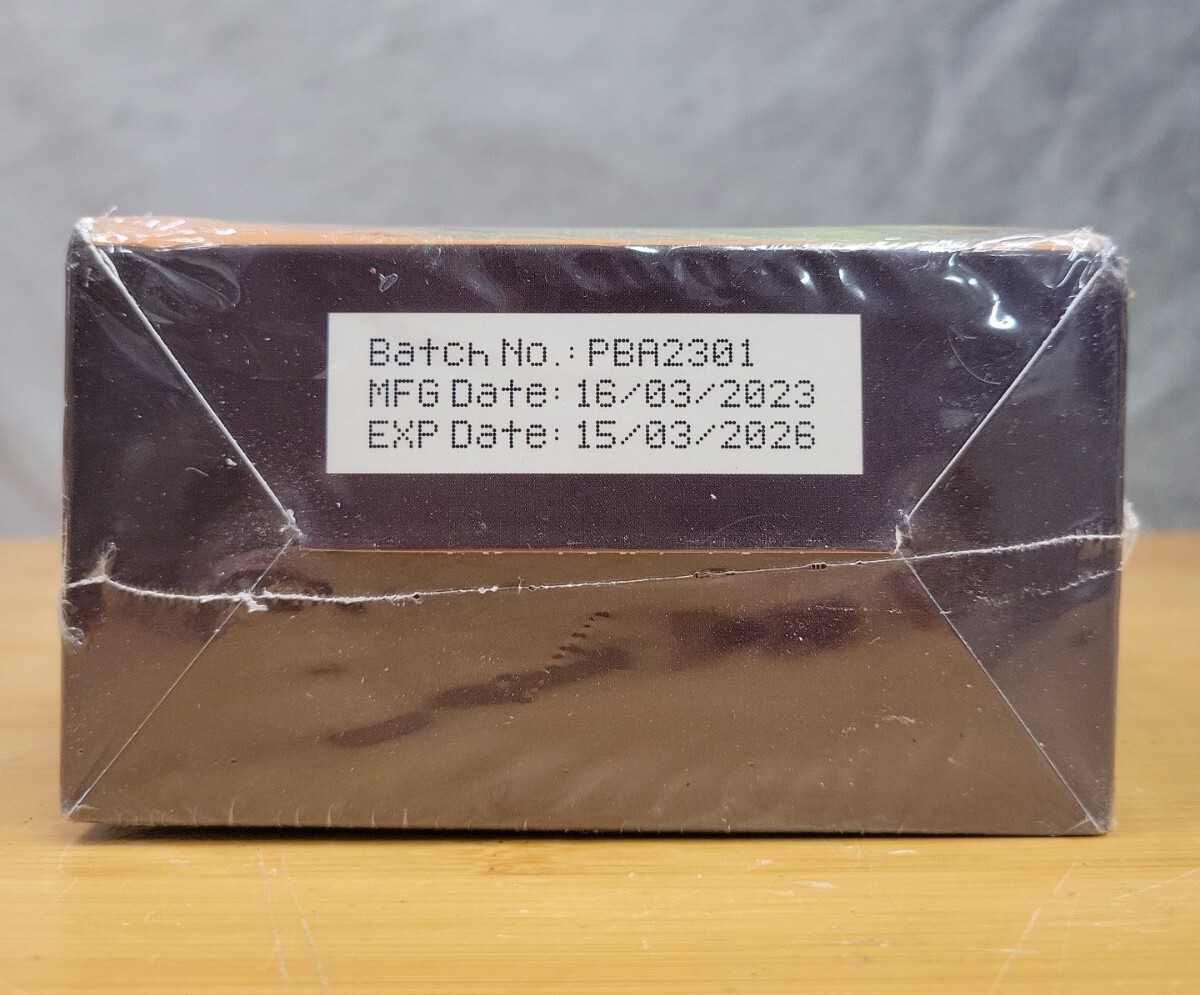 Batch No.: PBA2301
MFG Date: 16/03/2023
EXP Date: 15/03/2026